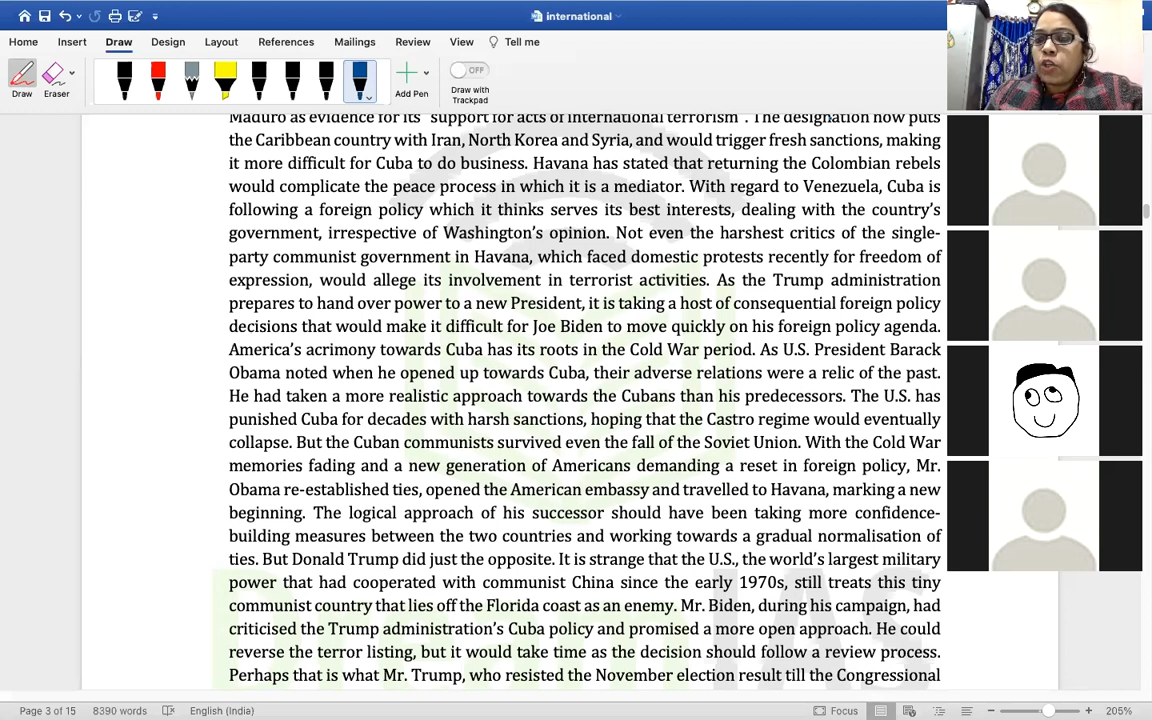 international
Home Insert Draw Design Layout References Mailings Review View Tell me
Draw Eraser Add Pen OFF Draw with Trackpad
Maduro as evidence for its "support for acts of international terrorism". The designation now puts
the Caribbean country with Iran, North Korea and Syria, and would trigger fresh sanctions, making
it more difficult for Cuba to do business. Havana has stated that returning the Colombian rebels
would complicate the peace process in which it is a mediator. With regard to Venezuela, Cuba is
following a foreign policy which it thinks serves its best interests, dealing with the country's
government, irrespective of Washington's opinion. Not even the harshest critics of the single-
party communist government in Havana, which faced domestic protests recently for freedom of
expression, would allege its involvement in terrorist activities. As the Trump administration
prepares to hand over power to a new President, it is taking a host of consequential foreign policy
decisions that would make it difficult for Joe Biden to move quickly on his foreign policy agenda.
America's acrimony towards Cuba has its roots in the Cold War period. As U.S. President Barack
Obama noted when he opened up towards Cuba, their adverse relations were a relic of the past.
He had taken a more realistic approach towards the Cubans than his predecessors. The U.S. has
punished Cuba for decades with harsh sanctions, hoping that the Castro regime would eventually
collapse. But the Cuban communists survived even the fall of the Soviet Union. With the Cold War
memories fading and a new generation of Americans demanding a reset in foreign policy, Mr.
Obama re-established ties, opened the American embassy and travelled to Havana, marking a new
beginning. The logical approach of his successor should have been taking more confidence-
building measures between the two countries and working towards a gradual normalisation of
ties. But Donald Trump did just the opposite. It is strange that the U.S., the world's largest military
power that had cooperated with communist China since the early 1970s, still treats this tiny
communist country that lies off the Florida coast as an enemy. Mr. Biden, during his campaign, had
criticised the Trump administration's Cuba policy and promised a more open approach. He could
reverse the terror listing, but it would take time as the decision should follow a review process.
Perhaps that is what Mr. Trump, who resisted the November election result till the Congressional
Dream IAS
Page 3 of 15 8390 words English (India) Focus 205%